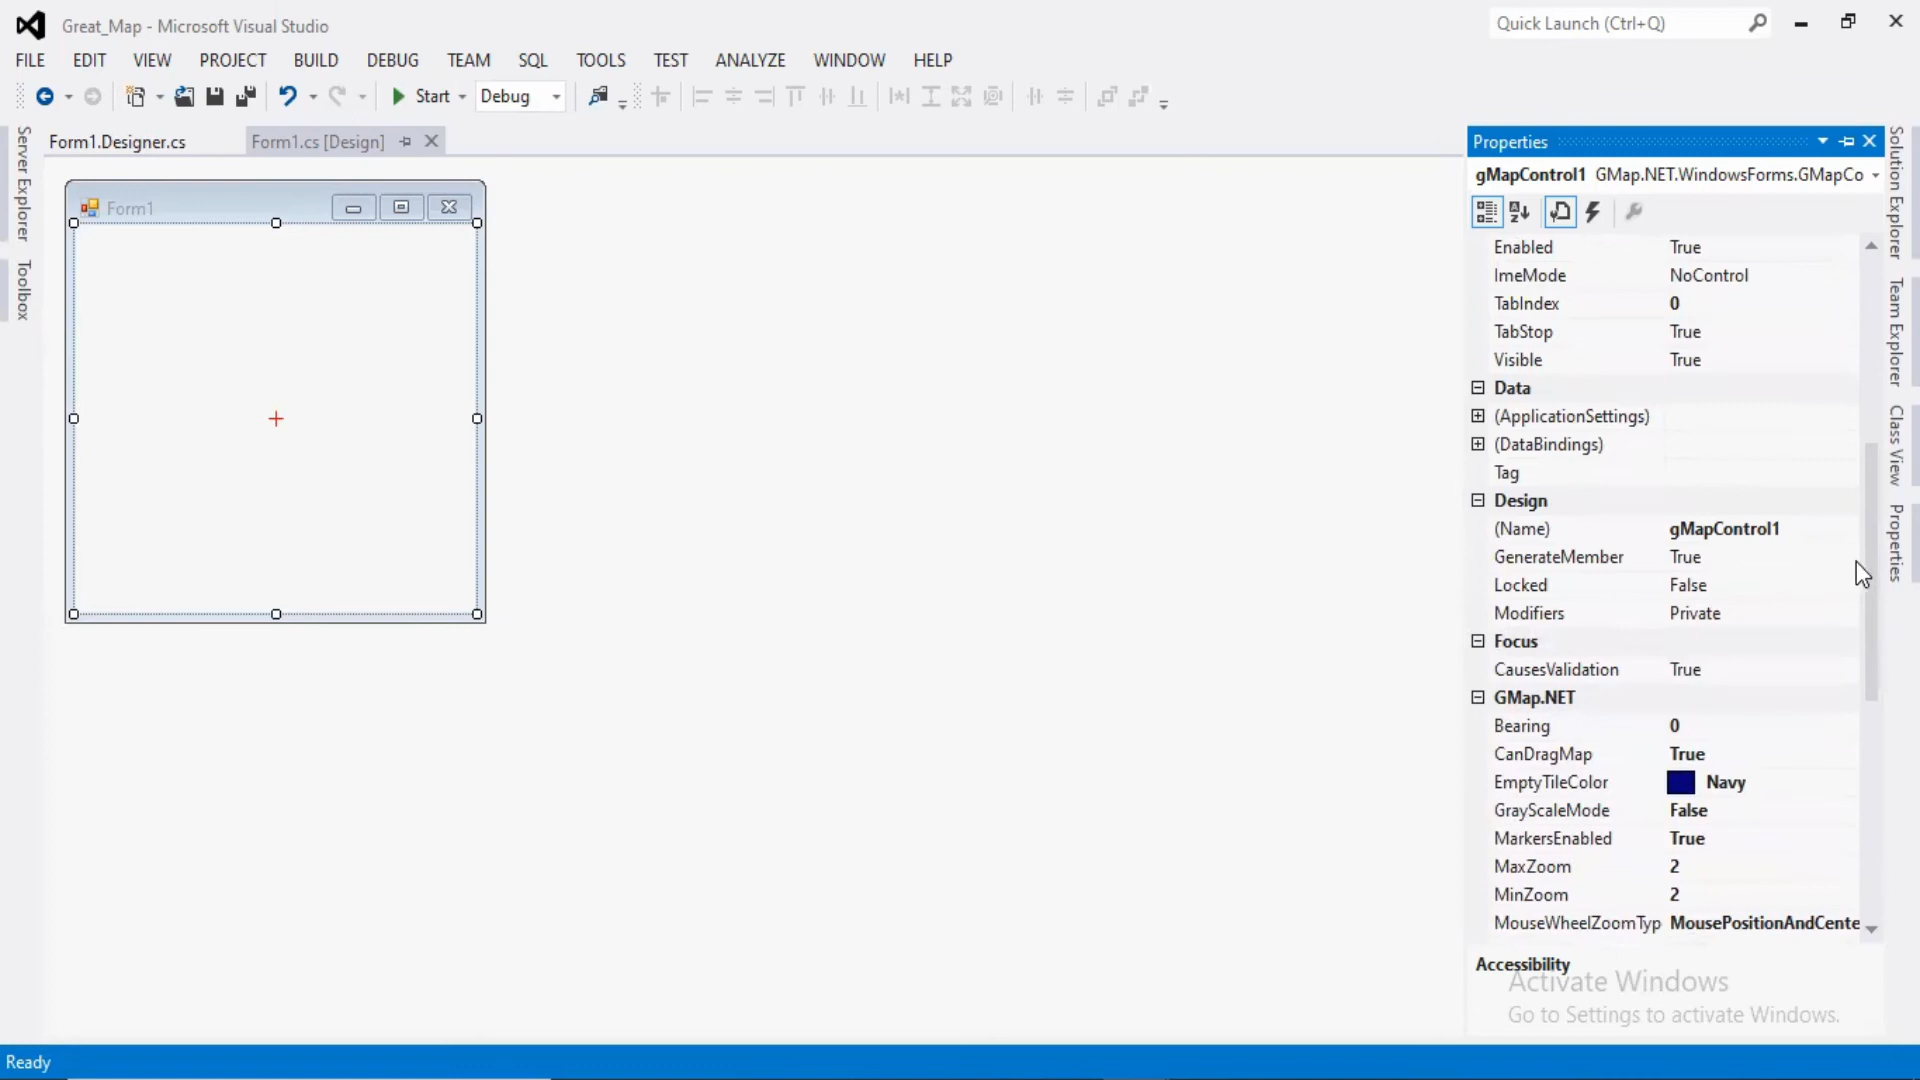 Great_Map - Microsoft Visual Studio
Quick Launch (Ctrl+Q)
FILE EDIT VIEW PROJECT BUILD DEBUG TEAM SQL TOOLS TEST ANALYZE WINDOW HELP
Start Debug
Form1.Designer.cs Form1.cs [Design]
Server Explorer
Toolbox
Form1
Properties
gMapControl1 GMap.NET.WindowsForms.GMapCo
Enabled True
ImeMode NoControl
TabIndex 0
TabStop True
Visible True
Data
(ApplicationSettings)
(DataBindings)
Tag
Design
(Name) gMapControl1
GenerateMember True
Locked False
Modifiers Private
Focus
CausesValidation True
GMap.NET
Bearing 0
CanDragMap True
EmptyTileColor Navy
GrayScaleMode False
MarkersEnabled True
MaxZoom 2
MinZoom 2
MouseWheelZoomTyp MousePositionAndCente
Accessibility
Activate Windows
Go to Settings to activate Windows.
Solution Explorer
Team Explorer
Class View
Properties
Ready